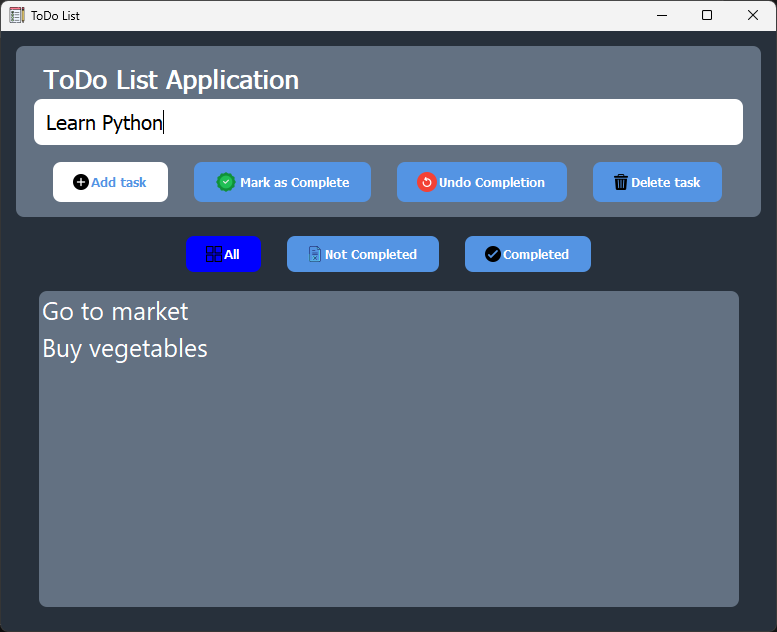 ToDo List
ToDo List Application
Learn Python
Add task Mark as Complete Undo Completion Delete task
All Not Completed Completed
Go to market
Buy vegetables